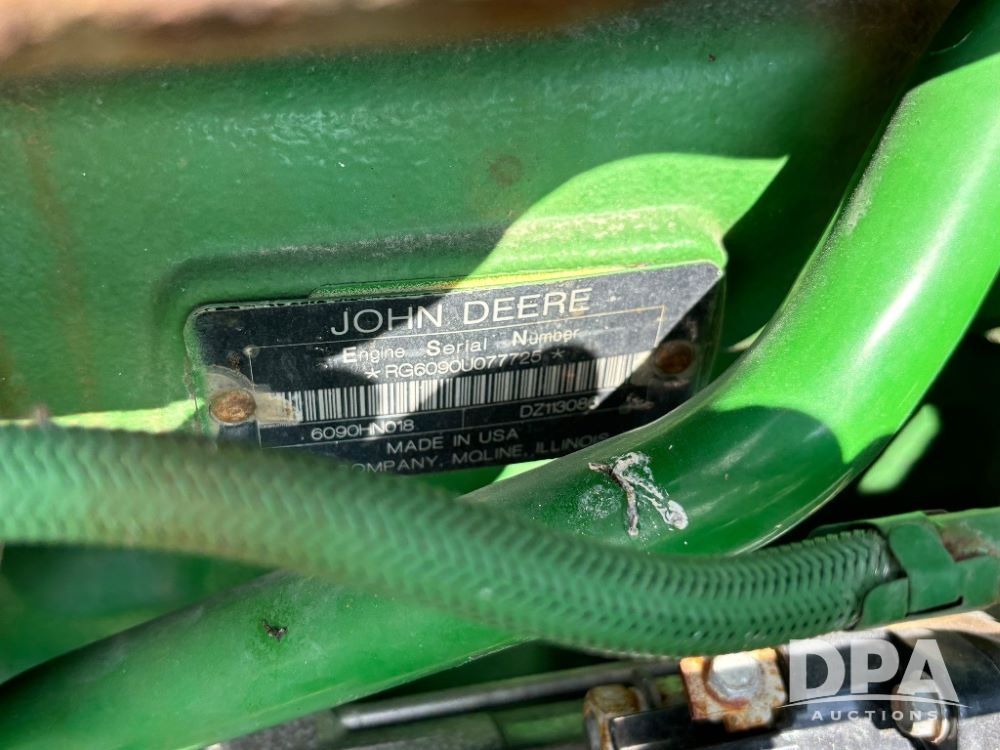 JOHN DEERE
Engine Serial Number
*RG6090U077725*
6090HN018
MADE IN USA
COMPANY, MOLINE, ILLINOIS
DPA
AUCTIONS